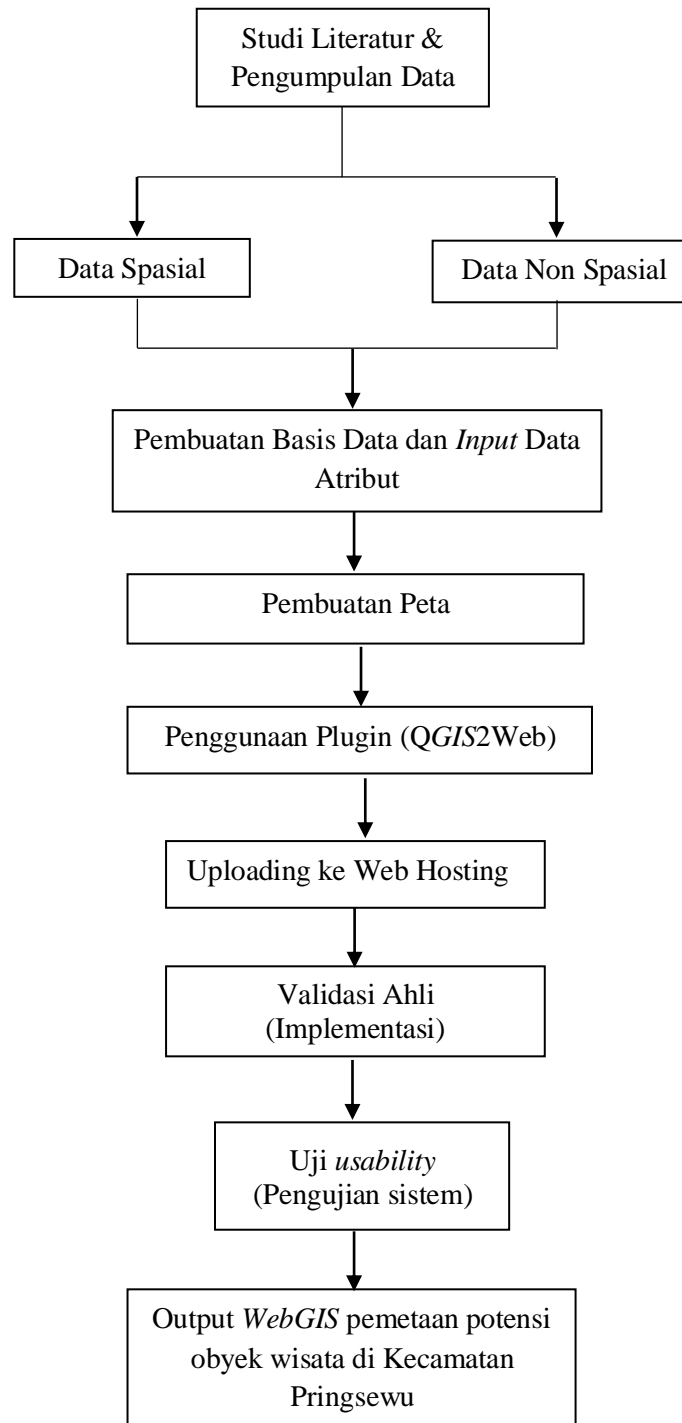 Studi Literatur &
Pengumpulan Data
Data Spasial
Data Non Spasial
Pembuatan Basis Data dan Input Data
Atribut
Pembuatan Peta
Penggunaan Plugin (QGIS2Web)
Uploading ke Web Hosting
Validasi Ahli
(Implementasi)
Uji usability
(Pengujian sistem)
Output WebGIS pemetaan potensi
obyek wisata di Kecamatan
Pringsewu